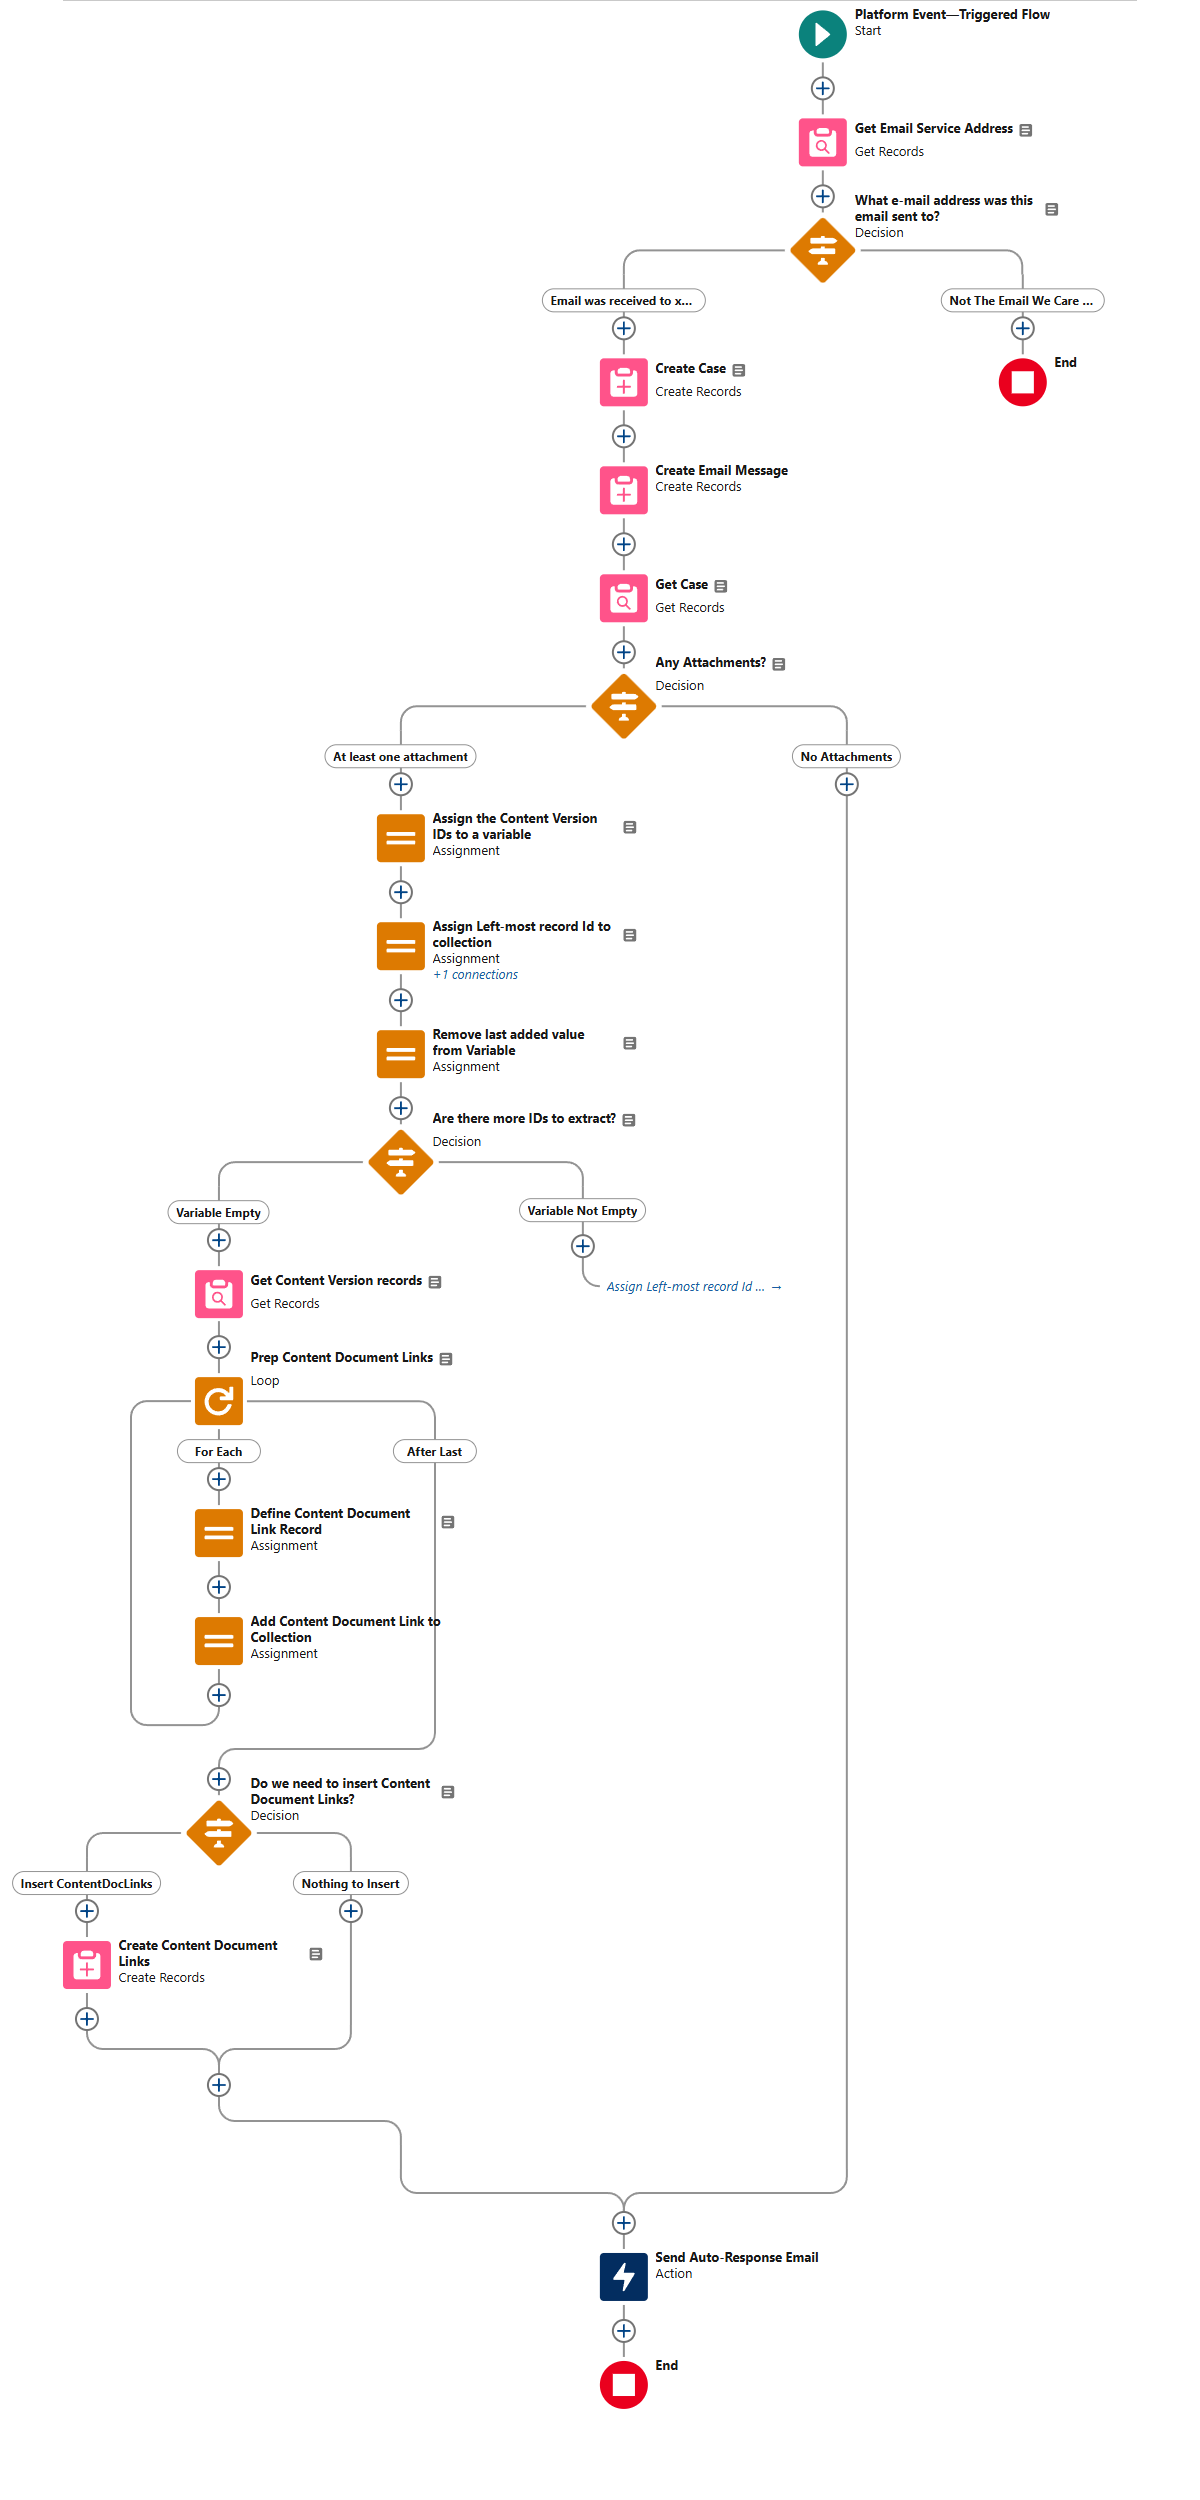 Platform Event—Triggered Flow
Start
Get Email Service Address
Get Records
What e-mail address was this
email sent to?
Decision
Email was received to x...
Not The Email We Care ...
End
Create Case
Create Records
Create Email Message
Create Records
Get Case
Get Records
Any Attachments?
Decision
At least one attachment
No Attachments
Assign the Content Version
IDs to a variable
Assignment
Assign Left-most record Id to
collection
Assignment
+1 connections
Remove last added value
from Variable
Assignment
Are there more IDs to extract?
Decision
Variable Empty
Variable Not Empty
Assign Left-most record Id ... →
Get Content Version records
Get Records
Prep Content Document Links
Loop
For Each
After Last
Define Content Document
Link Record
Assignment
Add Content Document Link to
Collection
Assignment
Do we need to insert Content
Document Links?
Decision
Insert ContentDocLinks
Nothing to Insert
Create Content Document
Links
Create Records
Send Auto-Response Email
Action
End